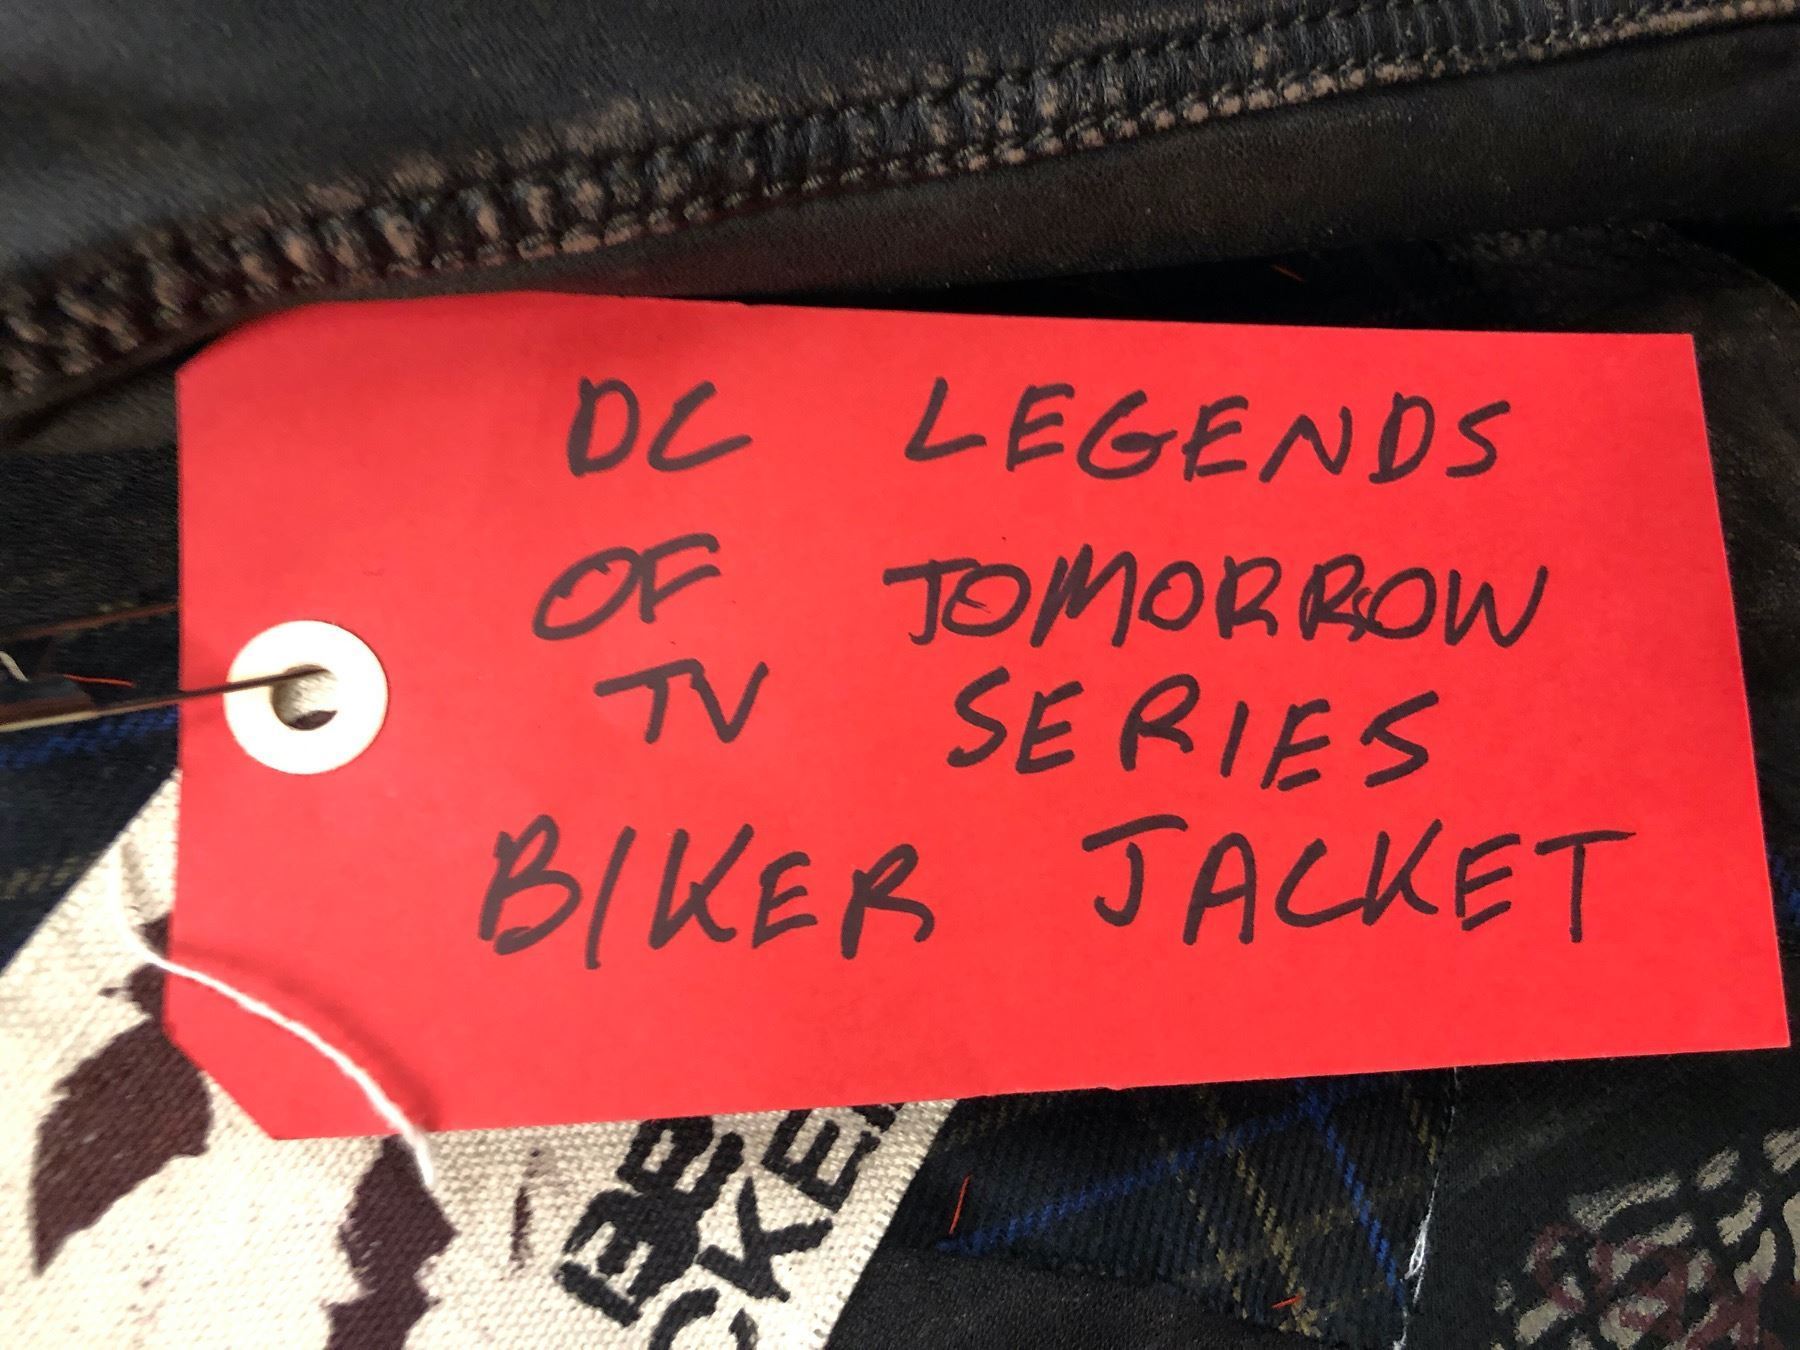 DC LEGENDS
OF TOMORROW
TV SERIES
BIKER JACKET